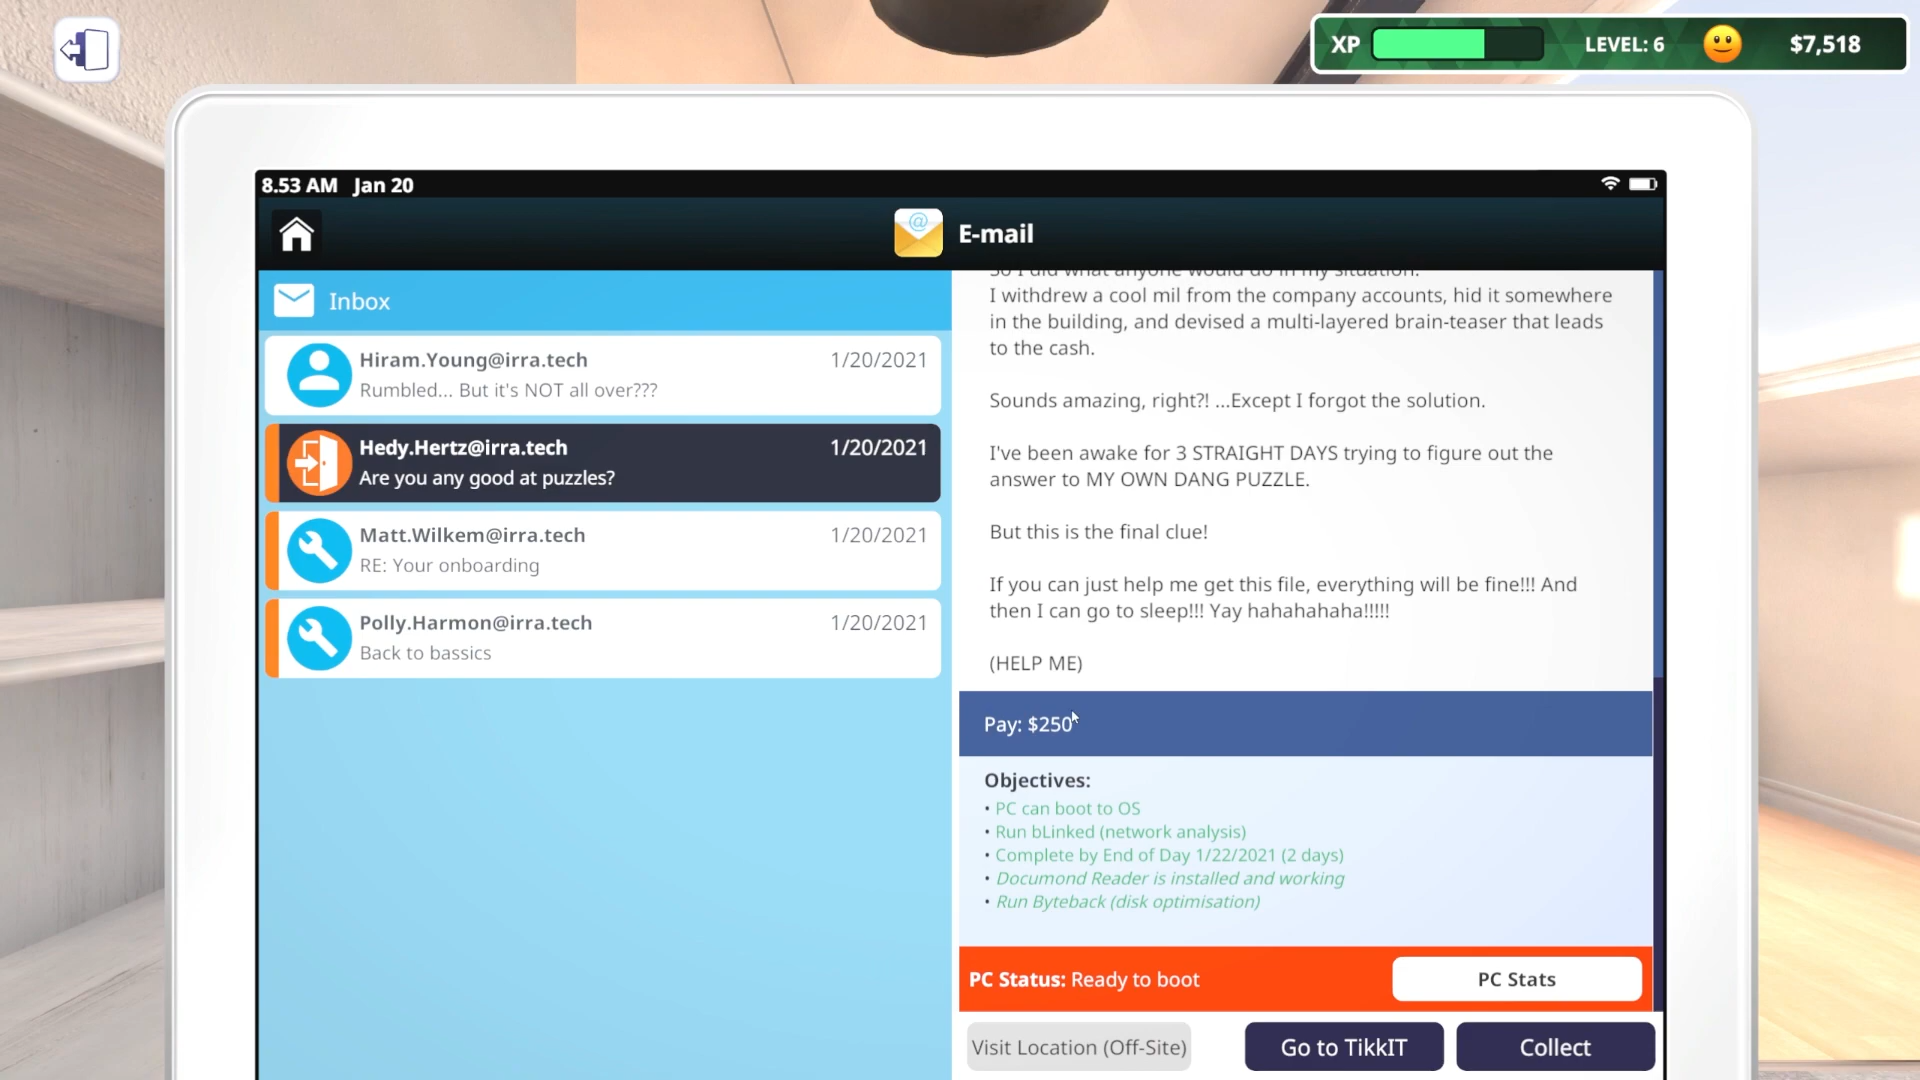 XP
LEVEL: 6
$7,518
8.53 AM Jan 20
E-mail
Inbox
Hiram.Young@irra.tech 1/20/2021
Rumbled... But it's NOT all over???
Hedy.Hertz@irra.tech 1/20/2021
Are you any good at puzzles?
Matt.Wilkem@irra.tech 1/20/2021
RE: Your onboarding
Polly.Harmon@irra.tech 1/20/2021
Back to bassics
So I did what anyone would do in my situation.
I withdrew a cool mil from the company accounts, hid it somewhere
in the building, and devised a multi-layered brain-teaser that leads
to the cash.
Sounds amazing, right?! ...Except I forgot the solution.
I've been awake for 3 STRAIGHT DAYS trying to figure out the
answer to MY OWN DANG PUZZLE.
But this is the final clue!
If you can just help me get this file, everything will be fine!!! And
then I can go to sleep!!! Yay hahahahaha!!!!!
(HELP ME)
Pay: $250
Objectives:
• PC can boot to OS
• Run bLinked (network analysis)
• Complete by End of Day 1/22/2021 (2 days)
• Documond Reader is installed and working
• Run Byteback (disk optimisation)
PC Status: Ready to boot
PC Stats
Visit Location (Off-Site)
Go to TikkIT
Collect